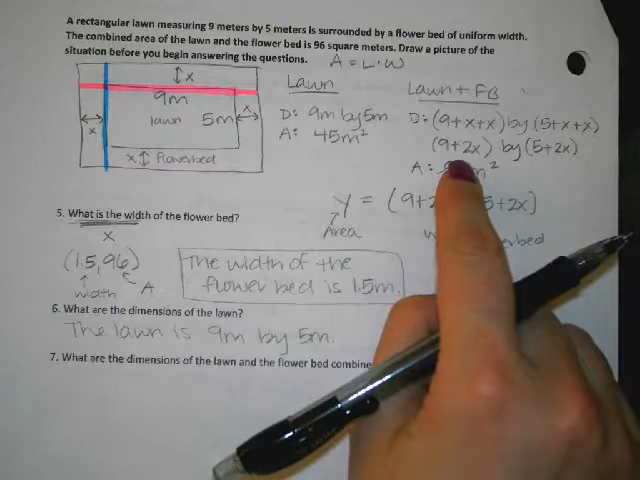 A rectangular lawn measuring 9 meters by 5 meters is surrounded by a flower bed of uniform width.
The combined area of the lawn and the flower bed is 96 square meters. Draw a picture of the
situation before you begin answering the questions. A = L·W
x
9m
lawn 5m
x
x
x flowerbed
Lawn
D: 9m by 5m
A: 45m²
Lawn + FB
D: (9+x+x) by (5+x+x)
(9+2x) by (5+2x)
A: m²
y = (9+2 5+2x)
Area
5. What is the width of the flower bed?
x
(1.5, 96)
width A
The width of the
flower bed is 1.5m.
6. What are the dimensions of the lawn?
The lawn is 9m by 5m.
7. What are the dimensions of the lawn and the flower bed combine